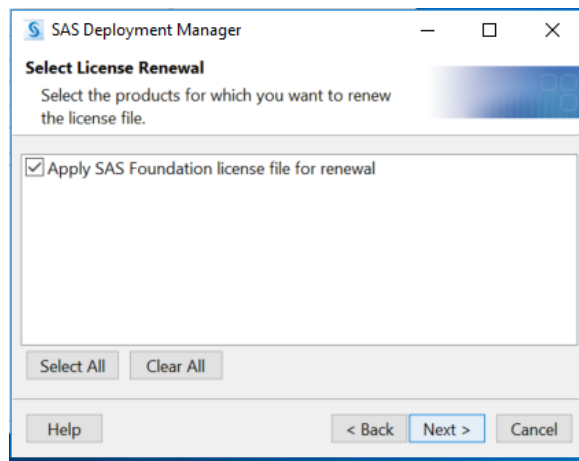 SAS Deployment Manager
Select License Renewal
Select the products for which you want to renew
the license file.
Apply SAS Foundation license file for renewal
Select All Clear All
Help < Back Next > Cancel